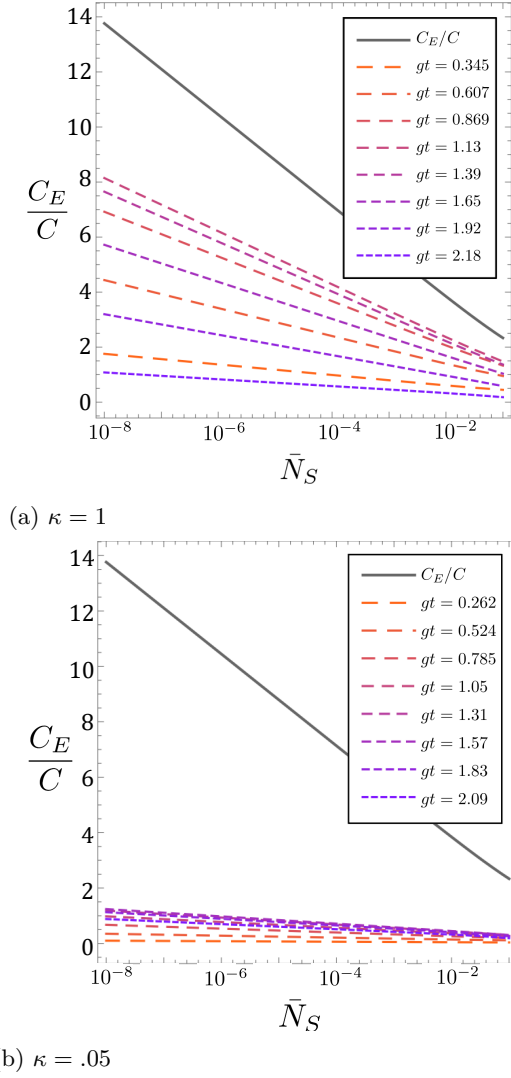 14
12
10
8
6
4
2
0
C_E/C
C_E/C
gt = 0.345
gt = 0.607
gt = 0.869
gt = 1.13
gt = 1.39
gt = 1.65
gt = 1.92
gt = 2.18
10⁻⁸ 10⁻⁶ 10⁻⁴ 10⁻²
N̄_S
(a) κ = 1
14
12
10
8
6
4
2
0
C_E/C
C_E/C
gt = 0.262
gt = 0.524
gt = 0.785
gt = 1.05
gt = 1.31
gt = 1.57
gt = 1.83
gt = 2.09
10⁻⁸ 10⁻⁶ 10⁻⁴ 10⁻²
N̄_S
b) κ = .05